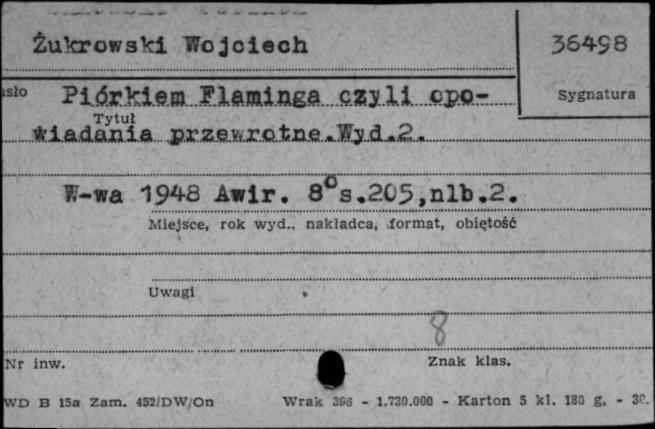 Żukrowski Wojciech
36498
Sygnatura
Piórkiem Flaminga czyli opo-
Tytuł
wiadania przewrotne.Wyd.2.
W-wa 1948 Awir. 8°s.205,nlb.2.
Miejsce, rok wyd., nakładca, format, objętość
Uwagi
8
Nr inw.
Znak klas.
WD B 15a Zam. 452/DW/On
Wrak 396 - 1.730.000 - Karton 5 kl. 180 g. - 30.